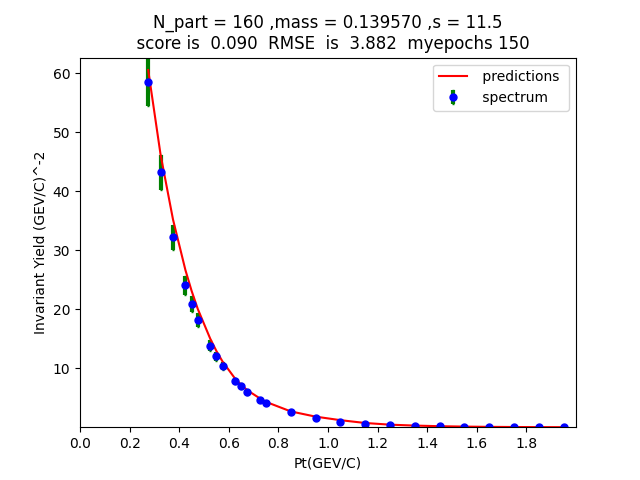 N_part = 160 ,mass = 0.139570 ,s = 11.5
score is 0.090 RMSE is 3.882 myepochs 150
60
50
40
30
20
10
Invariant Yield (GEV/C)^-2
predictions
spectrum
0.0 0.2 0.4 0.6 0.8 1.0 1.2 1.4 1.6 1.8
Pt(GEV/C)